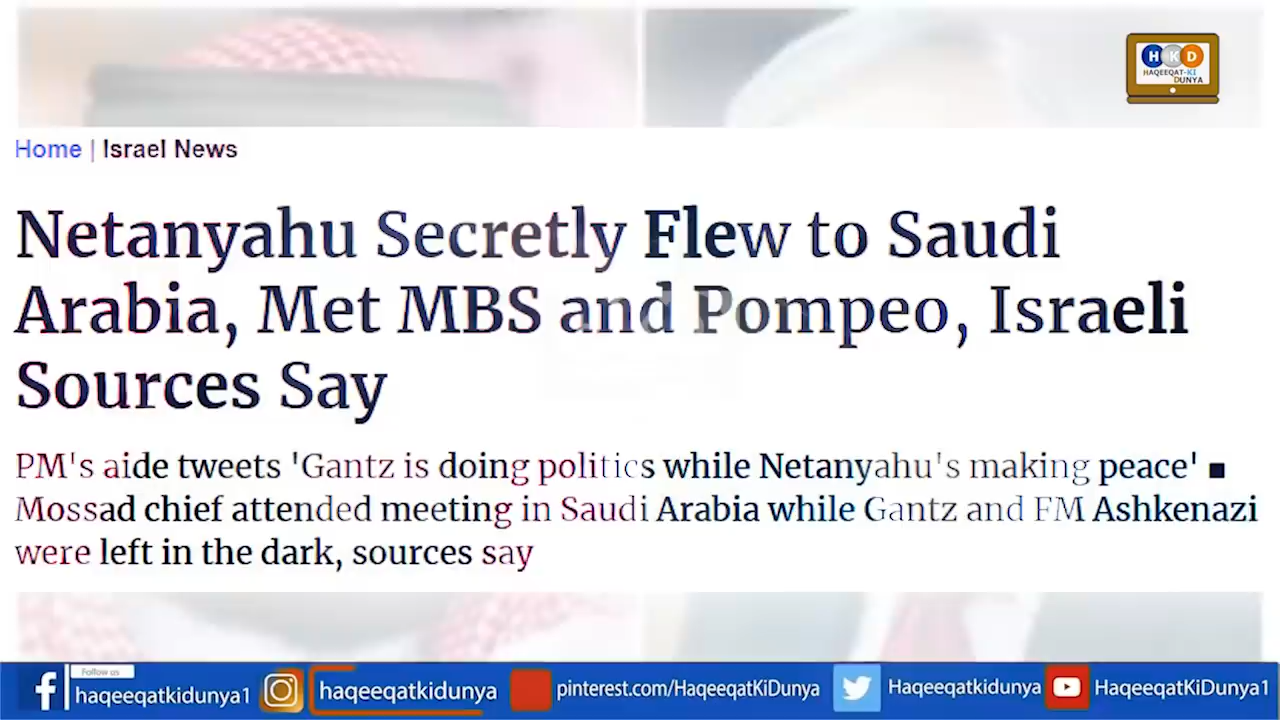 HKD
HAQEEQAT-KI
DUNYA
Home | Israel News
Netanyahu Secretly Flew to Saudi
Arabia, Met MBS and Pompeo, Israeli
Sources Say
PM's aide tweets 'Gantz is doing politics while Netanyahu's making peace' ■
Mossad chief attended meeting in Saudi Arabia while Gantz and FM Ashkenazi
were left in the dark, sources say
Follow us
haqeeqatkidunya1
haqeeqatkidunya
pinterest.com/HaqeeqatKiDunya
Haqeeqatkidunya
HaqeeqatKiDunya1